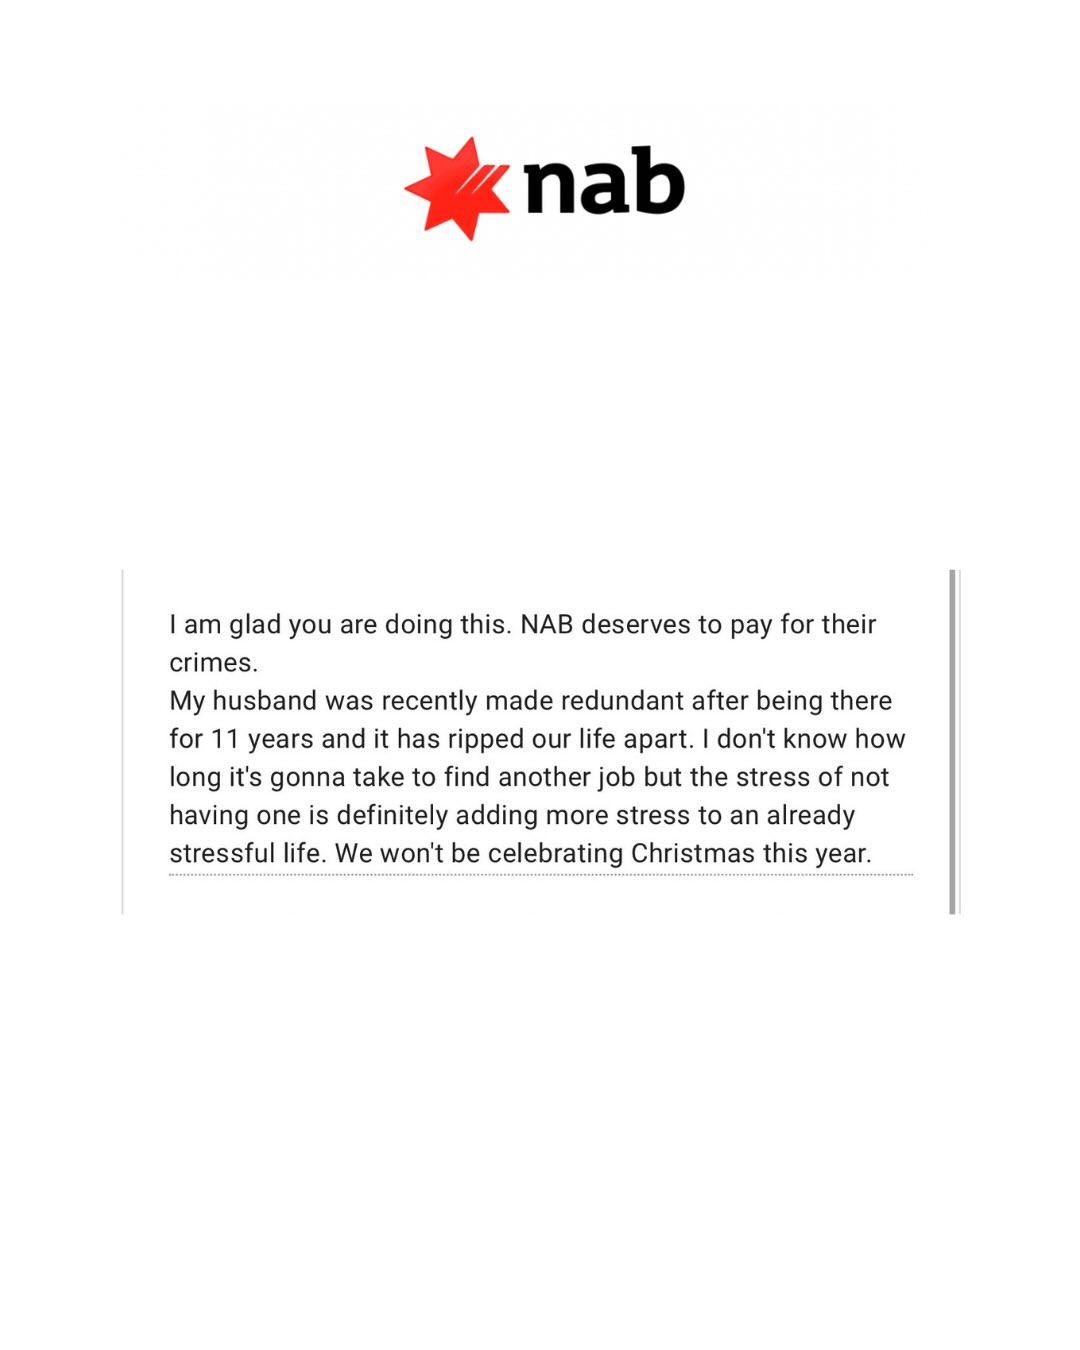 nab
I am glad you are doing this. NAB deserves to pay for their
crimes.
My husband was recently made redundant after being there
for 11 years and it has ripped our life apart. I don't know how
long it's gonna take to find another job but the stress of not
having one is definitely adding more stress to an already
stressful life. We won't be celebrating Christmas this year.